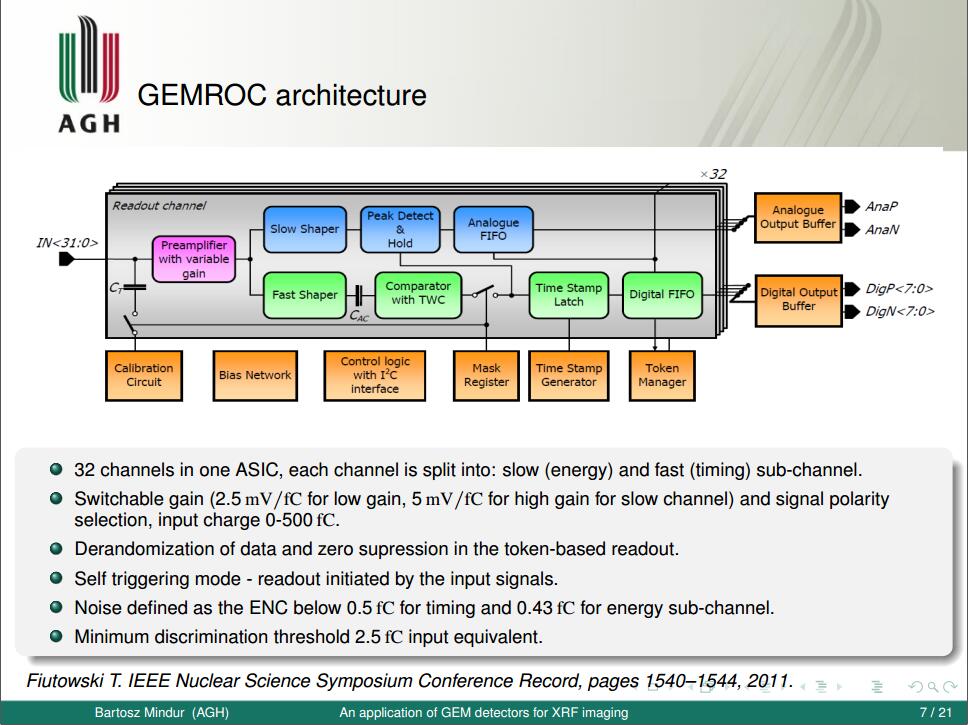 AGH
GEMROC architecture
×32
Readout channel
IN<31:0>
Preamplifier
with variable
gain
Slow Shaper
Peak Detect
&
Hold
Analogue
FIFO
Analogue
Output Buffer
AnaP
AnaN
CT
Fast Shaper
CAC
Comparator
with TWC
Time Stamp
Latch
Digital FIFO
Digital Output
Buffer
DigP<7:0>
DigN<7:0>
Calibration
Circuit
Bias Network
Control logic
with I²C
interface
Mask
Register
Time Stamp
Generator
Token
Manager
32 channels in one ASIC, each channel is split into: slow (energy) and fast (timing) sub-channel.
Switchable gain (2.5 mV/fC for low gain, 5 mV/fC for high gain for slow channel) and signal polarity
selection, input charge 0-500 fC.
Derandomization of data and zero supression in the token-based readout.
Self triggering mode - readout initiated by the input signals.
Noise defined as the ENC below 0.5 fC for timing and 0.43 fC for energy sub-channel.
Minimum discrimination threshold 2.5 fC input equivalent.
Fiutowski T. IEEE Nuclear Science Symposium Conference Record, pages 1540–1544, 2011.
Bartosz Mindur (AGH) An application of GEM detectors for XRF imaging 7 / 21